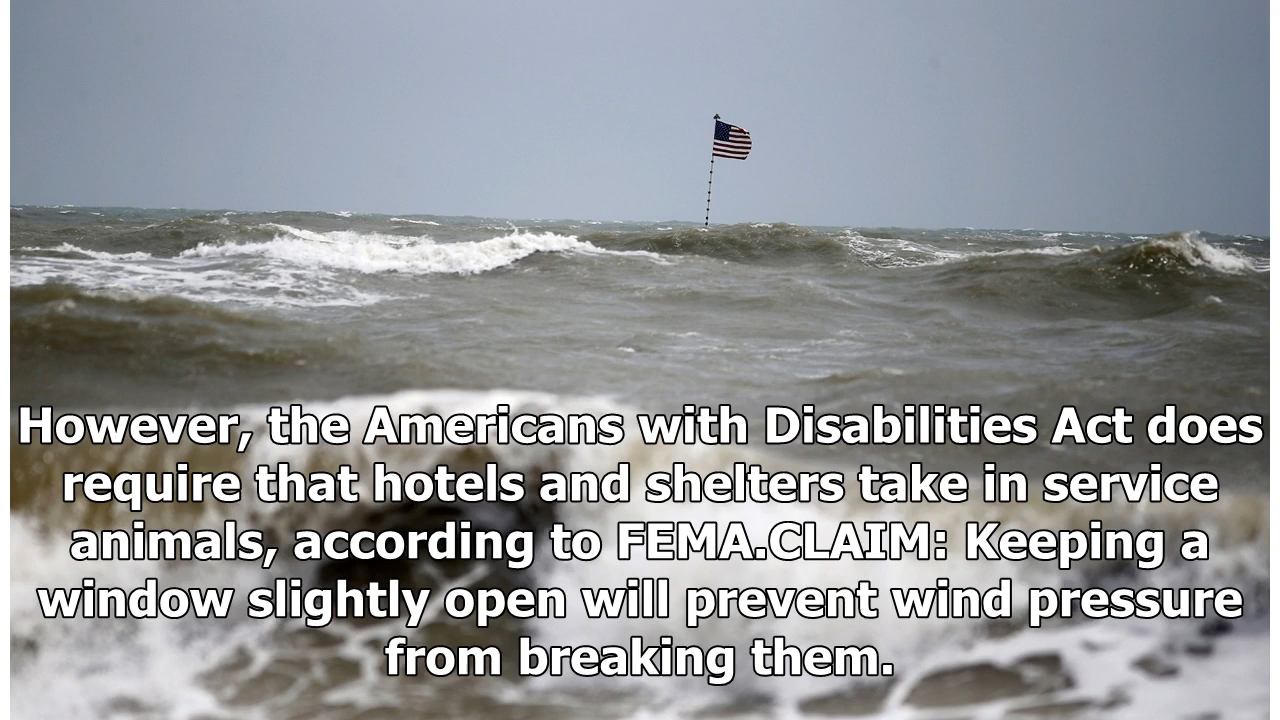 However, the Americans with Disabilities Act does
require that hotels and shelters take in service
animals, according to FEMA.CLAIM: Keeping a
window slightly open will prevent wind pressure
from breaking them.